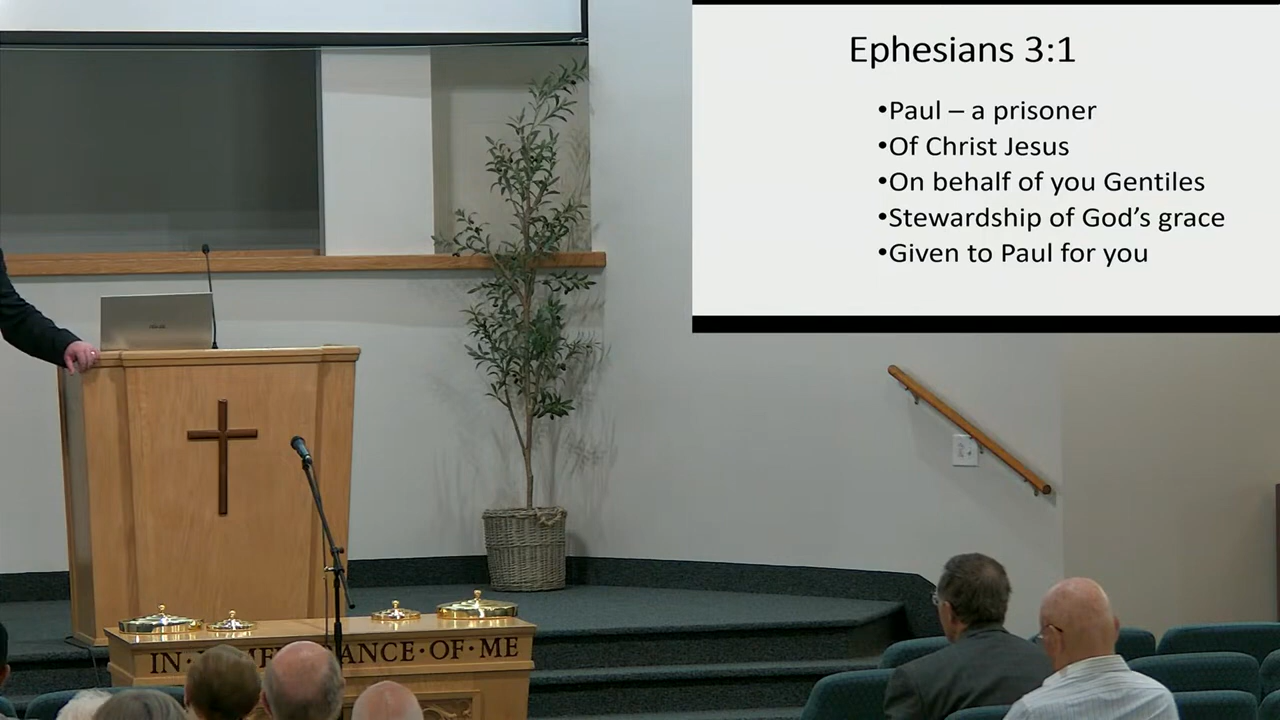 Ephesians 3:1
•Paul – a prisoner
•Of Christ Jesus
•On behalf of you Gentiles
•Stewardship of God’s grace
•Given to Paul for you
IN ANCE·OF·ME